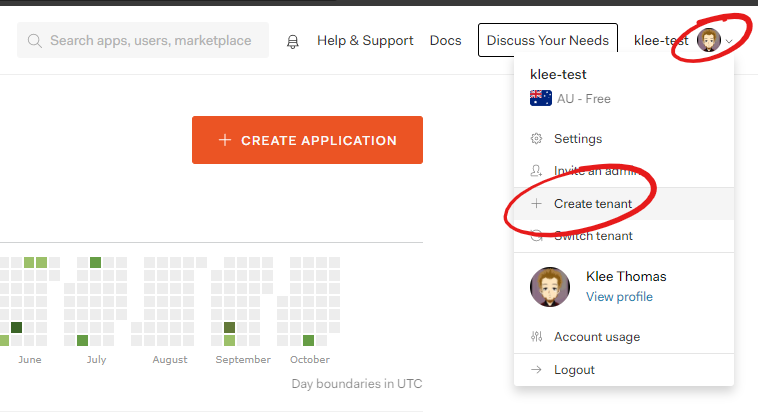 Search apps, users, marketplace
Help & Support
Docs
Discuss Your Needs
klee-test
klee-test
AU - Free
Settings
Invite an admin
Create tenant
Switch tenant
Klee Thomas
View profile
Account usage
Logout
+ CREATE APPLICATION
June July August September October
Day boundaries in UTC